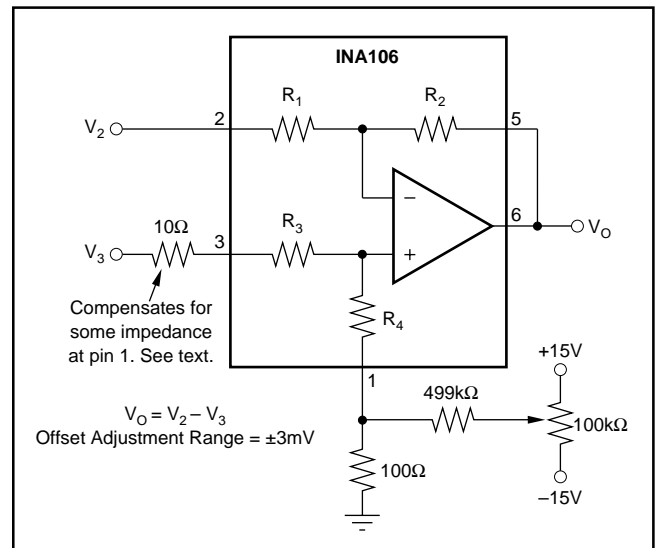 INA106
R1
R2
V2
2
5
10Ω
3
R3
−
+
6
VO
V3
Compensates for
some impedance
at pin 1. See text.
R4
1
+15V
499kΩ
100kΩ
VO = V2 – V3
Offset Adjustment Range = ±3mV
100Ω
–15V